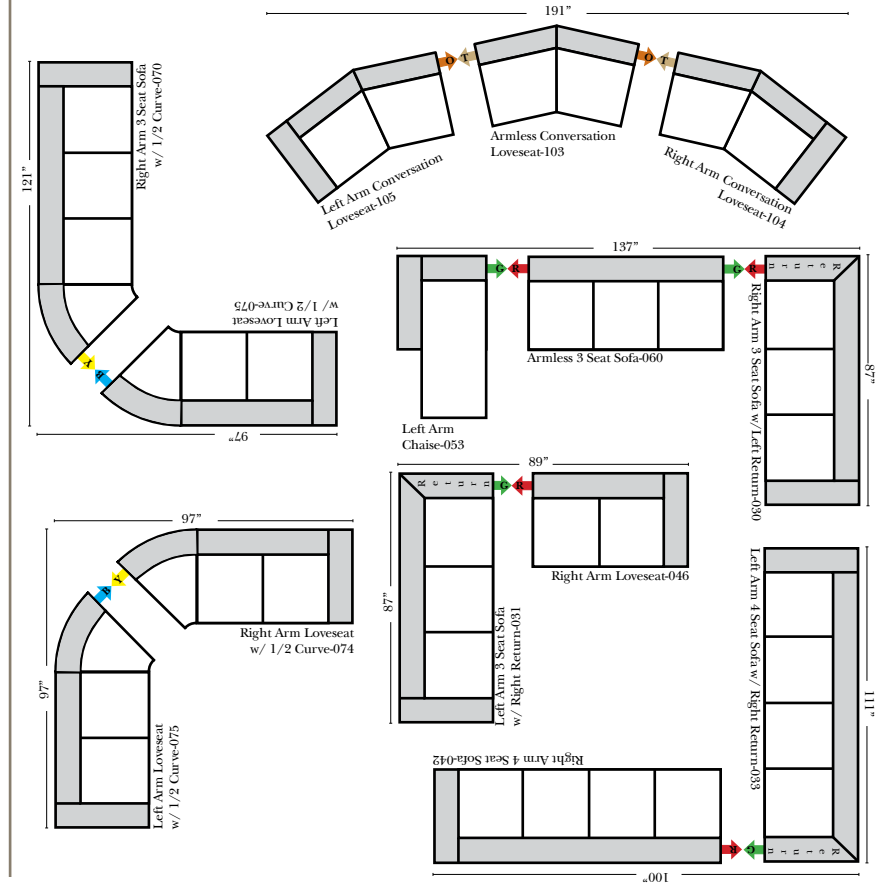 191”
O T
O T
Left Arm Conversation
Loveseat-105
Armless Conversation
Loveseat-103
Right Arm Conversation
Loveseat-104
121”
Right Arm 3 Seat Sofa
w/ 1/2 Curve-070
Y
B
Left Arm Loveseat
w/ 1/2 Curve-075
97”
137”
G R
G R
Return
Left Arm
Chaise-053
Armless 3 Seat Sofa-060
Right Arm 3 Seat Sofa w/Left Return-030
87”
97”
B Y
Right Arm Loveseat
w/ 1/2 Curve-074
97”
Left Arm Loveseat
w/ 1/2 Curve-075
89”
Return
G R
Right Arm Loveseat-046
87”
Left Arm 3 Seat Sofa
w/ Right Return-031
Left Arm 4 Seat Sofa w/ Right Return-033
111”
Right Arm 4 Seat Sofa-042
R G
Return
100”